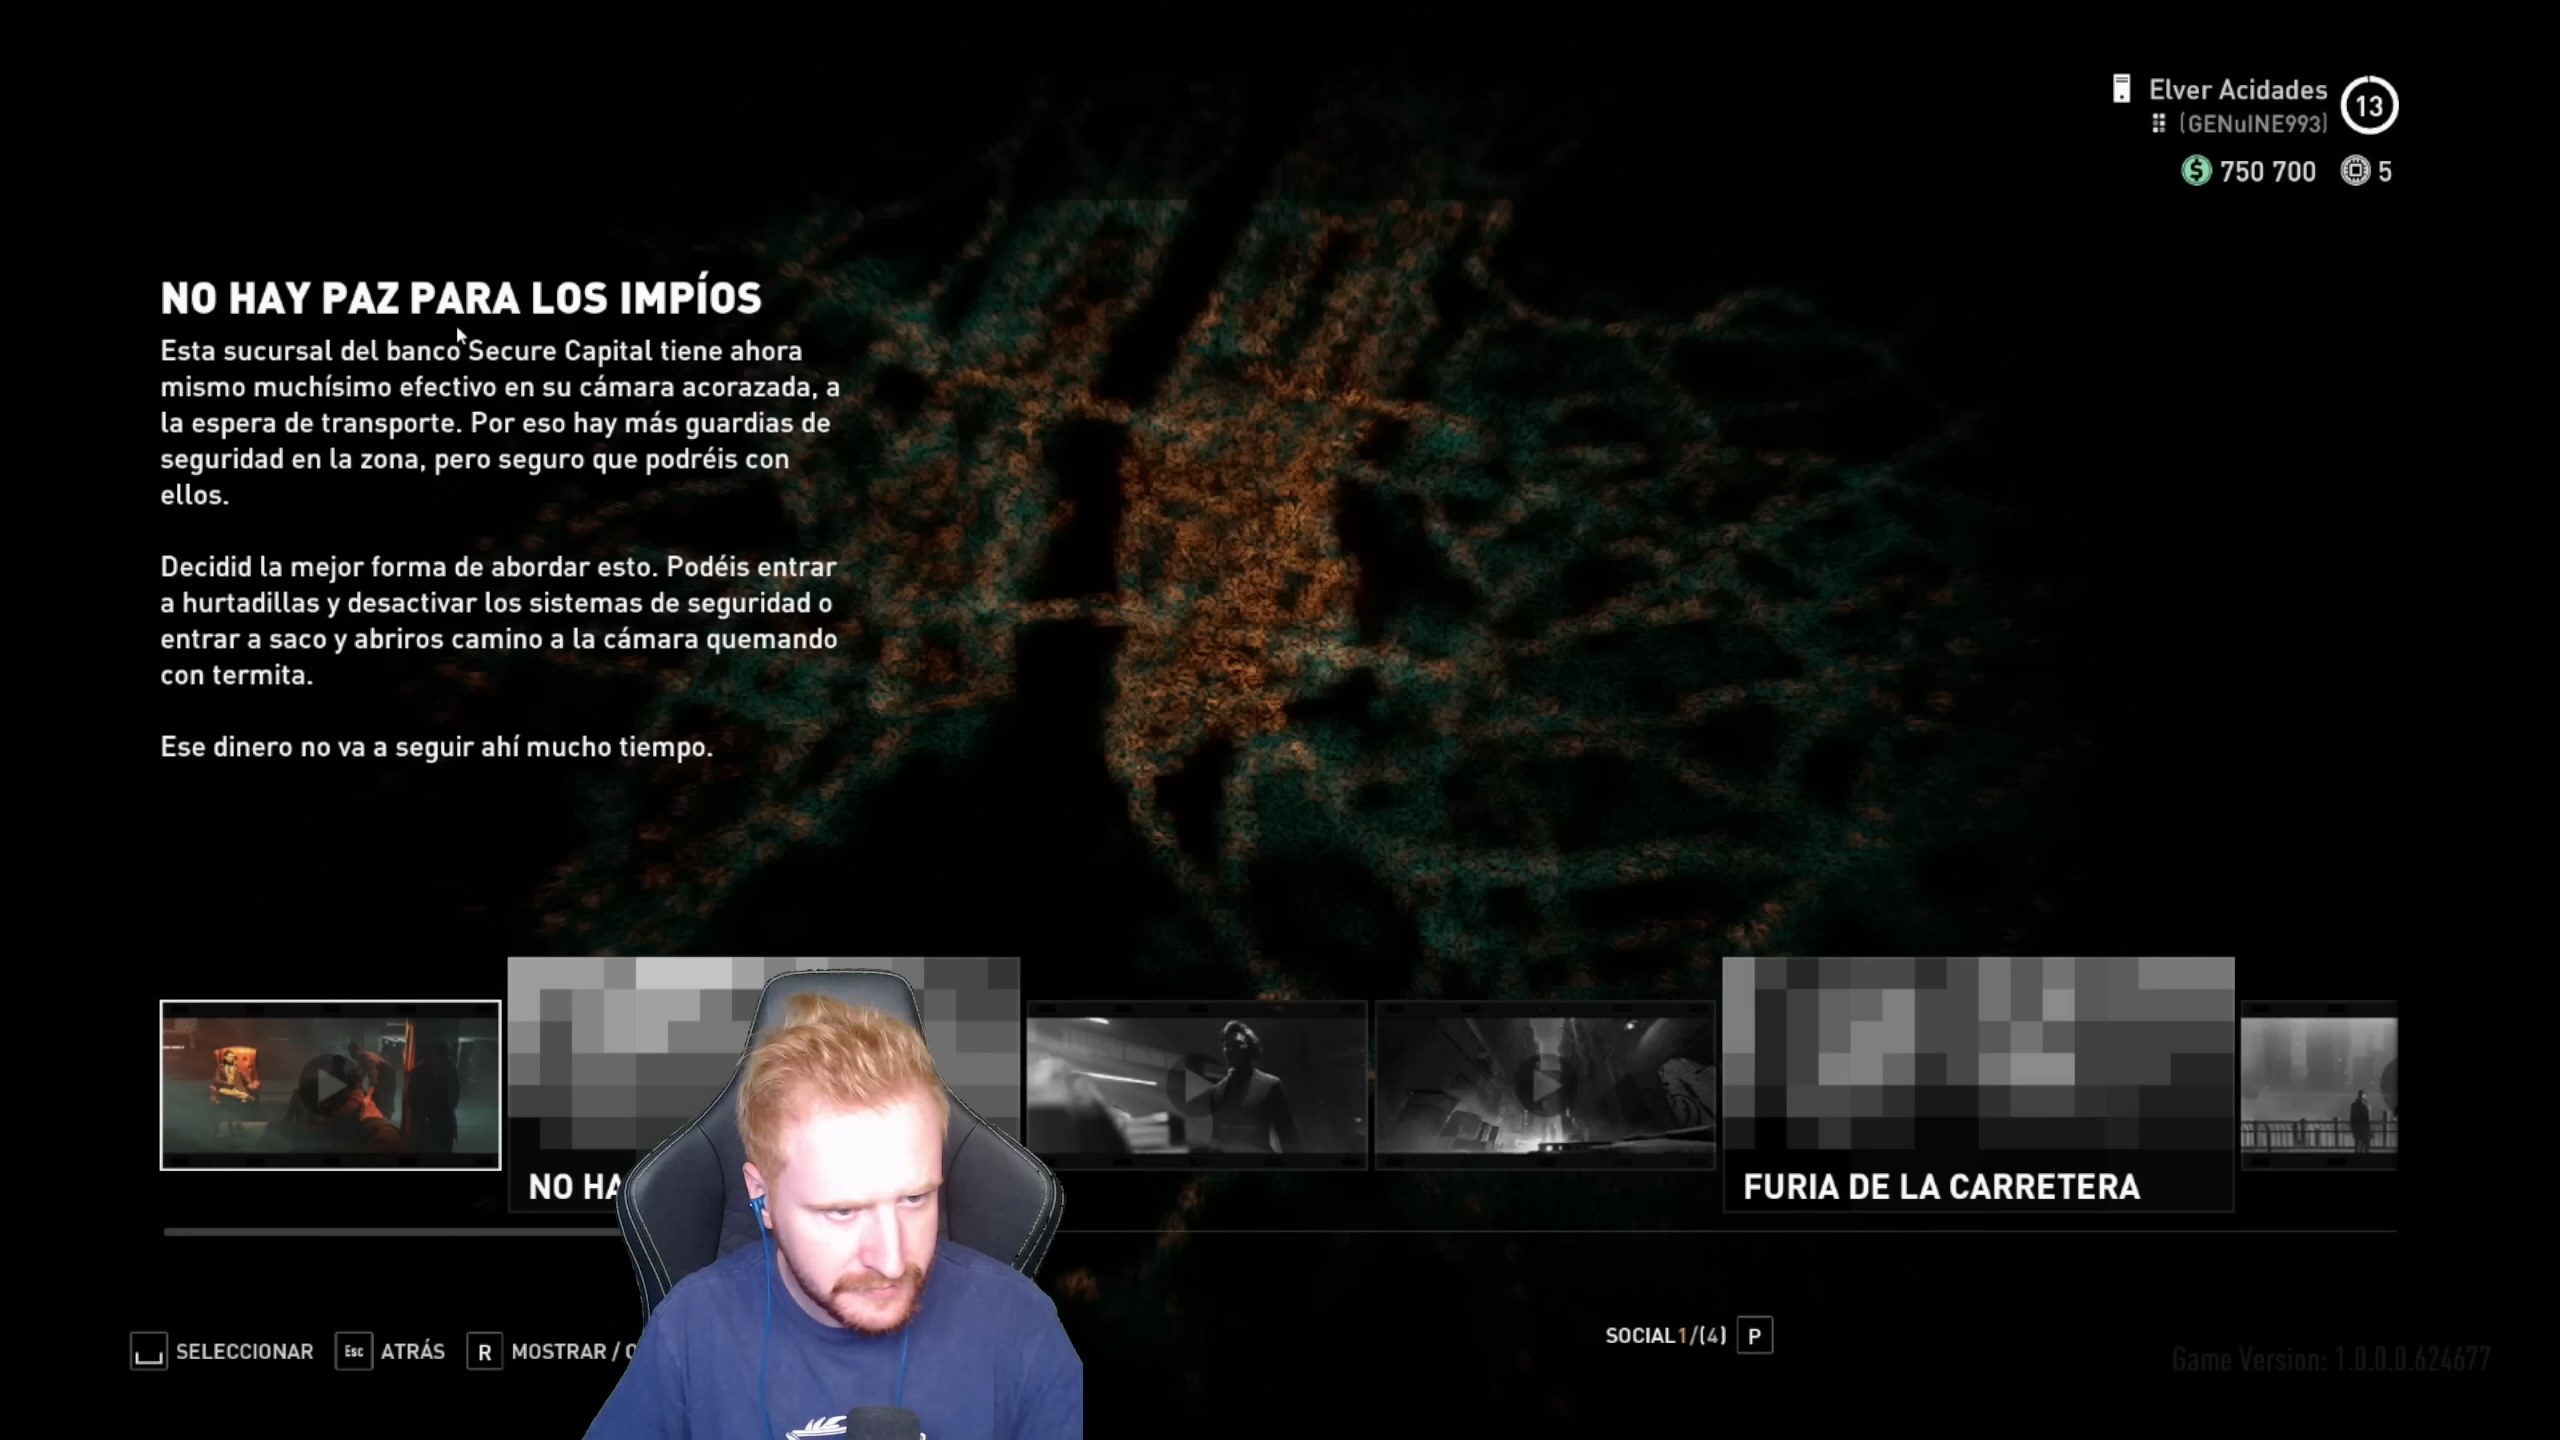 Elver Acidades
13
(GENuINE993)
750 700
5
NO HAY PAZ PARA LOS IMPÍOS
Esta sucursal del banco Secure Capital tiene ahora
mismo muchísimo efectivo en su cámara acorazada, a
la espera de transporte. Por eso hay más guardias de
seguridad en la zona, pero seguro que podréis con
ellos.
Decidid la mejor forma de abordar esto. Podéis entrar
a hurtadillas y desactivar los sistemas de seguridad o
entrar a saco y abriros camino a la cámara quemando
con termita.
Ese dinero no va a seguir ahí mucho tiempo.
NO HA
FURIA DE LA CARRETERA
SELECCIONAR
Esc ATRÁS
R MOSTRAR /
SOCIAL 1/(4) P
Game Version: 1.0.0.0.624677